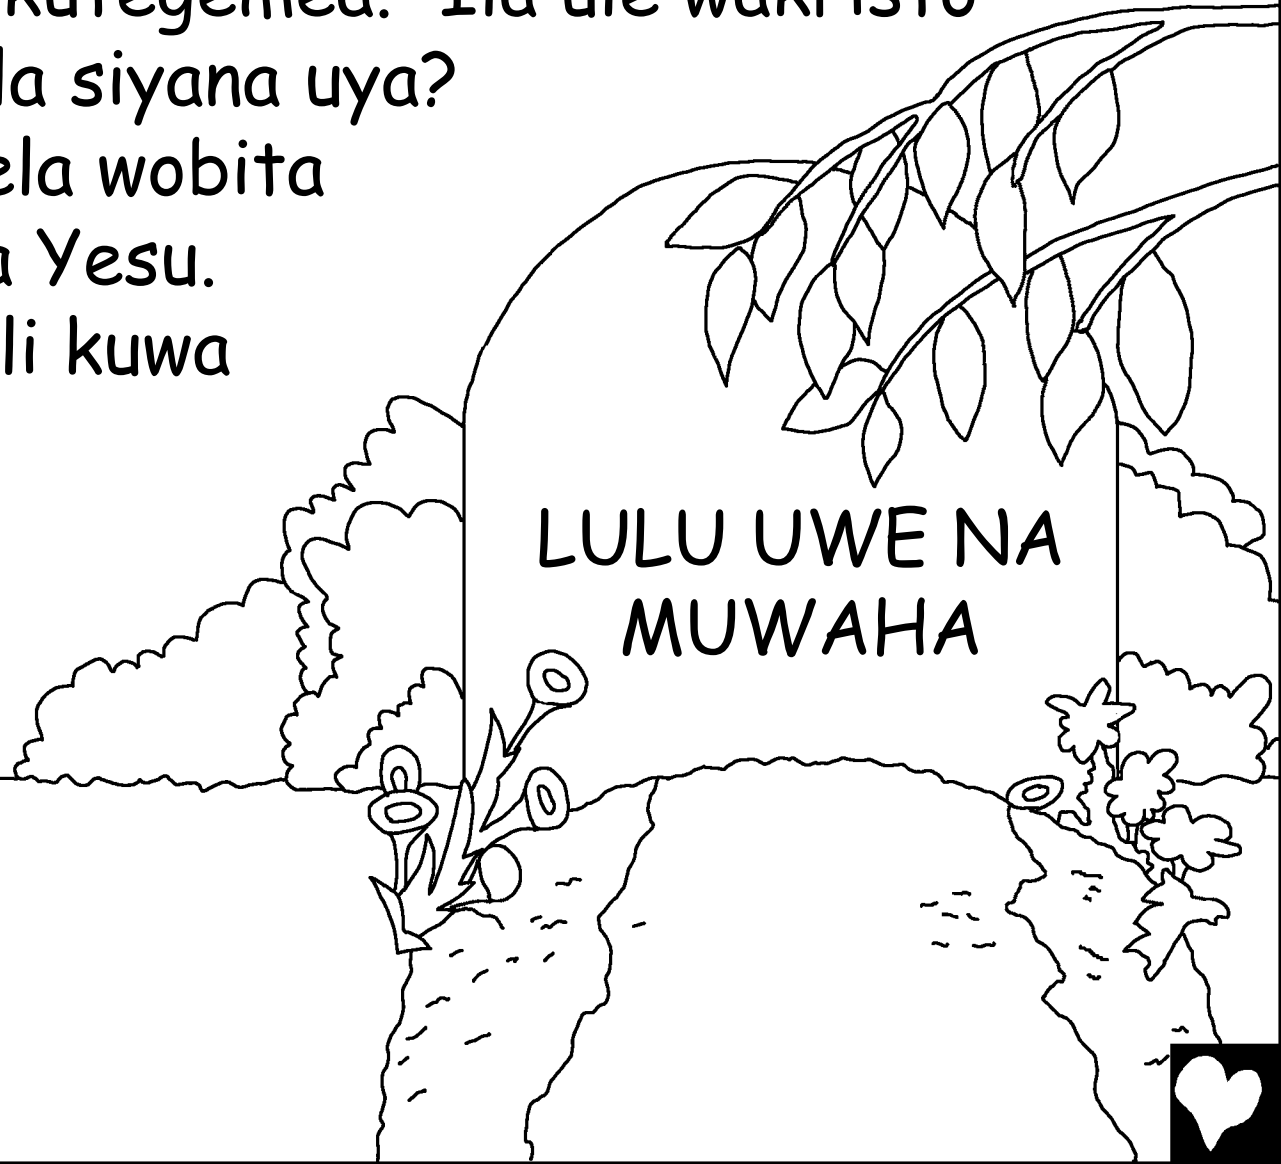 kutegemea. Ila ule wakristo
la siyana uya?
ela wobita
a Yesu.
li kuwa
LULU UWE NA
MUWAHA